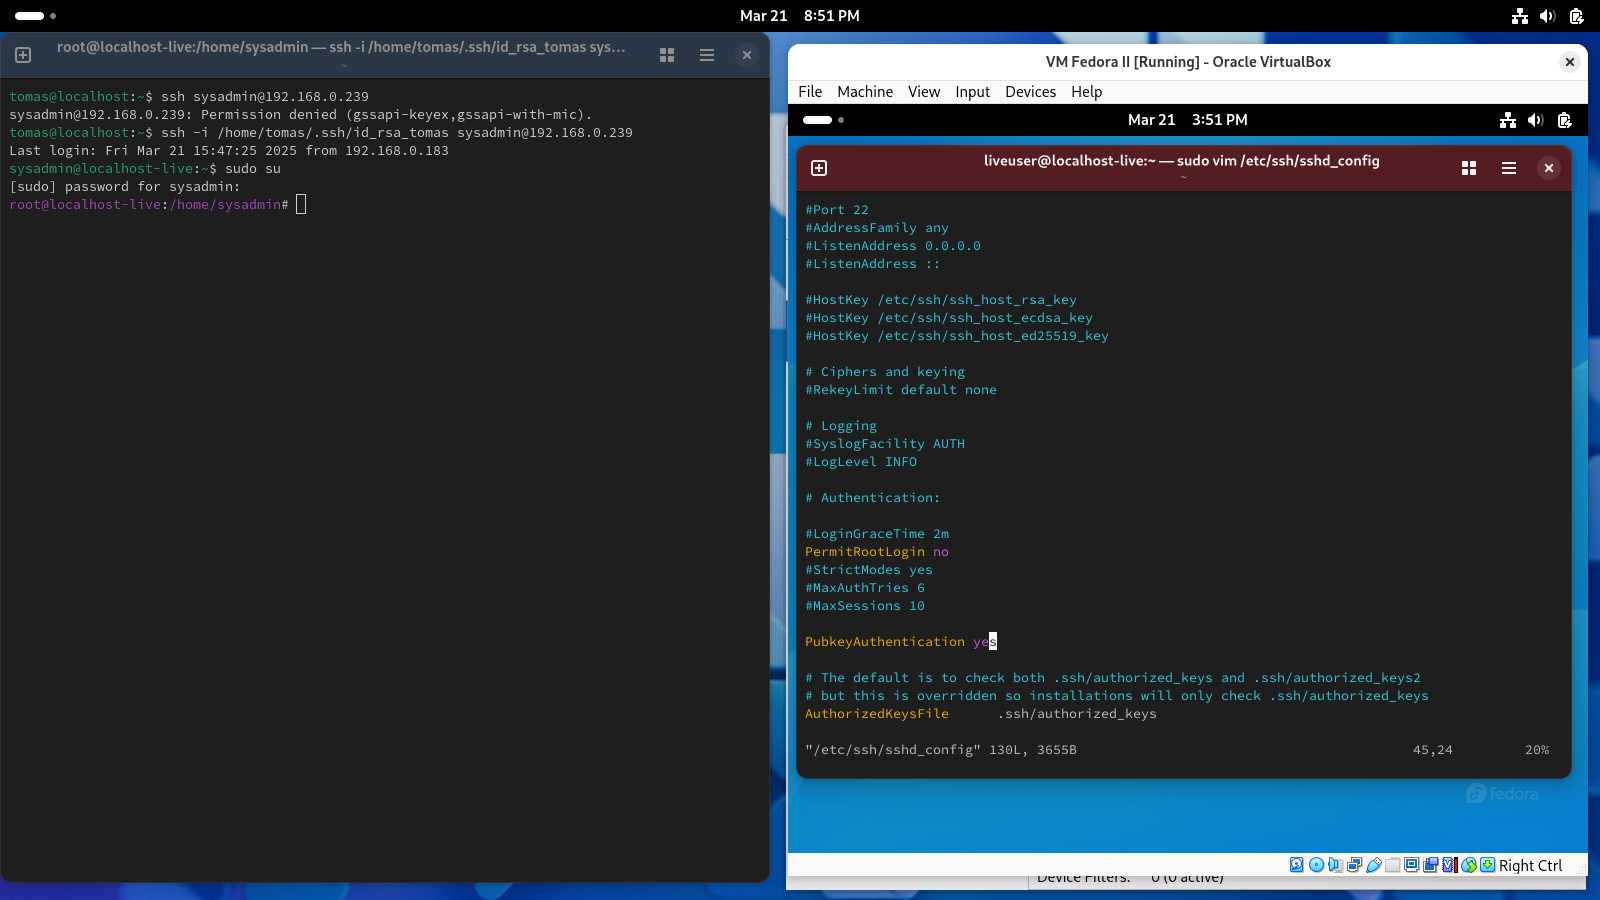 Mar 21 8:51 PM
root@localhost-live:/home/sysadmin — ssh -i /home/tomas/.ssh/id_rsa_tomas sys…
~
tomas@localhost:~$ ssh sysadmin@192.168.0.239
sysadmin@192.168.0.239: Permission denied (gssapi-keyex,gssapi-with-mic).
tomas@localhost:~$ ssh -i /home/tomas/.ssh/id_rsa_tomas sysadmin@192.168.0.239
Last login: Fri Mar 21 15:47:25 2025 from 192.168.0.183
sysadmin@localhost-live:~$ sudo su
[sudo] password for sysadmin:
root@localhost-live:/home/sysadmin#
VM Fedora II [Running] - Oracle VirtualBox
File Machine View Input Devices Help
Mar 21 3:51 PM
liveuser@localhost-live:~ — sudo vim /etc/ssh/sshd_config
~
#Port 22
#AddressFamily any
#ListenAddress 0.0.0.0
#ListenAddress ::
#HostKey /etc/ssh/ssh_host_rsa_key
#HostKey /etc/ssh/ssh_host_ecdsa_key
#HostKey /etc/ssh/ssh_host_ed25519_key
# Ciphers and keying
#RekeyLimit default none
# Logging
#SyslogFacility AUTH
#LogLevel INFO
# Authentication:
#LoginGraceTime 2m
PermitRootLogin no
#StrictModes yes
#MaxAuthTries 6
#MaxSessions 10
PubkeyAuthentication yes
# The default is to check both .ssh/authorized_keys and .ssh/authorized_keys2
# but this is overridden so installations will only check .ssh/authorized_keys
AuthorizedKeysFile .ssh/authorized_keys
"/etc/ssh/sshd_config" 130L, 3655B 45,24 20%
fedora
Right Ctrl
Device Filters: 0 (0 active)